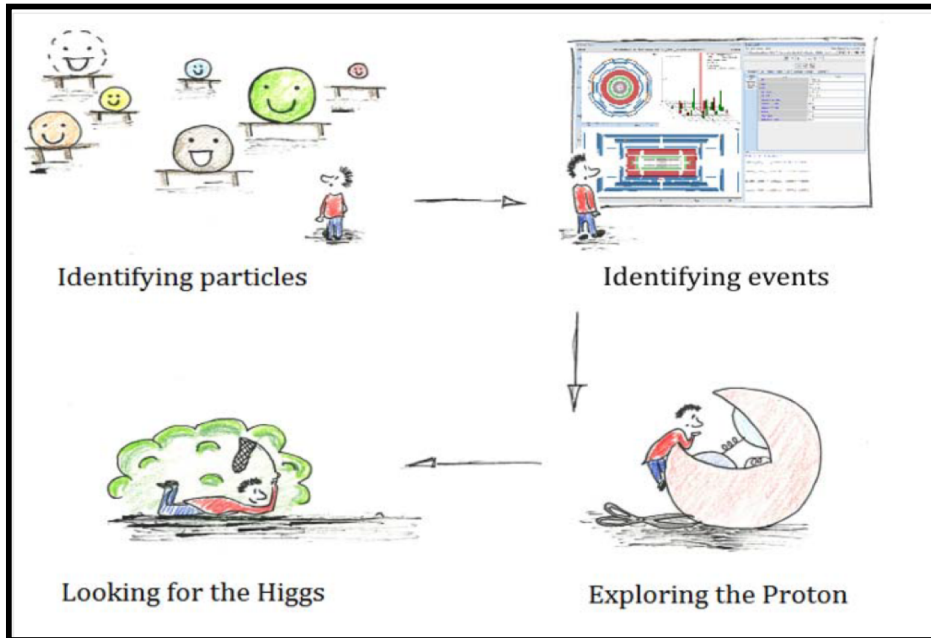 Identifying particles
Identifying events
Looking for the Higgs
Exploring the Proton